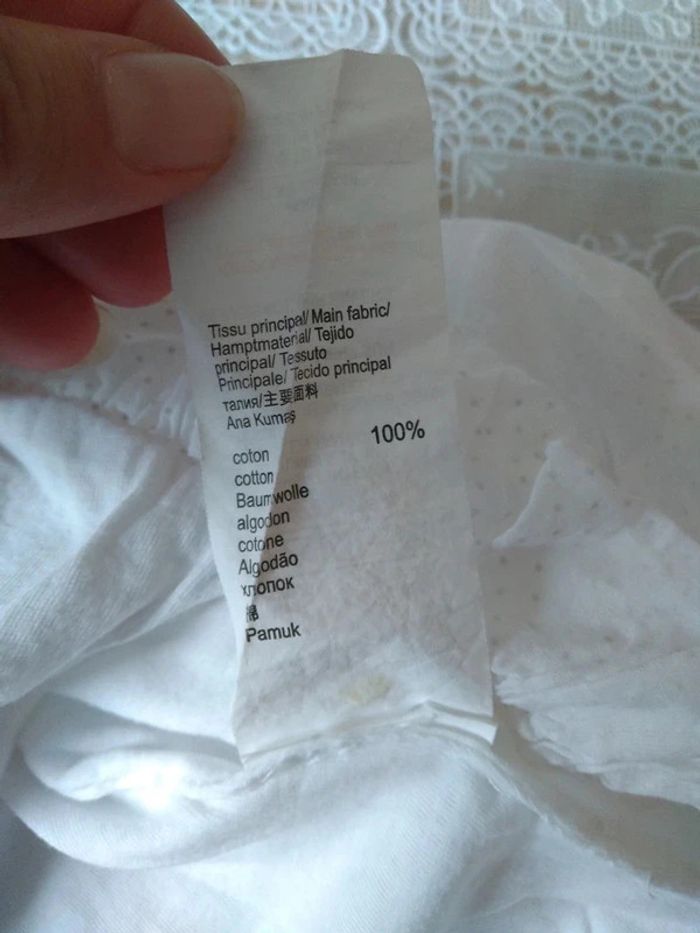 Tissu principal/ Main fabric/
Hamptmaterial/ Tejido
principal/ Tessuto
Principale/ Tecido principal
талия/主要面料
Ana Kumaş
100%
coton
cotton
Baumwolle
algodon
cotone
Algodão
хлопок
棉
Pamuk